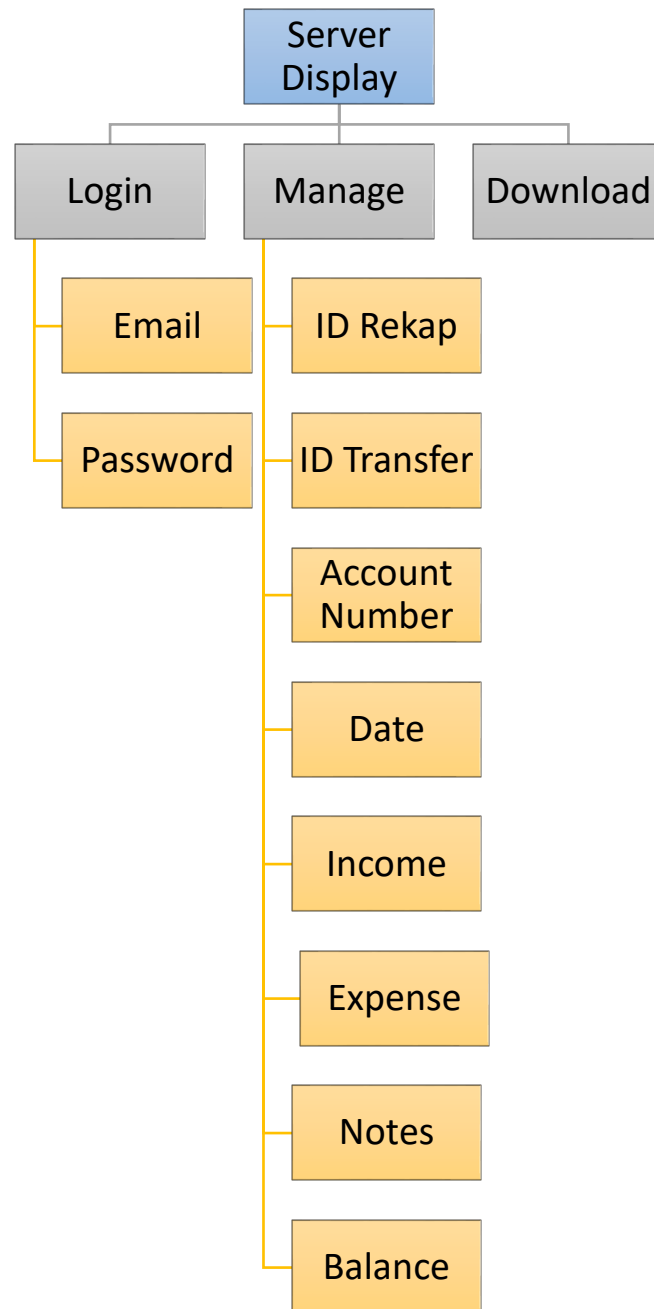 Server
Display
Login
Manage
Download
Email
Password
ID Rekap
ID Transfer
Account
Number
Date
Income
Expense
Notes
Balance